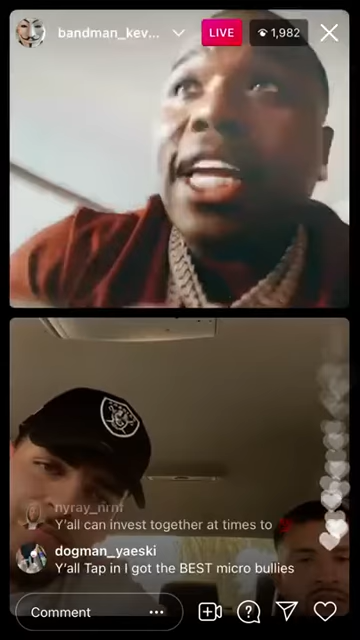 bandman_kev...
LIVE
1,982
nyray_nrnf
Y'all can invest together at times to
dogman_yaeski
Y'all Tap in I got the BEST micro bullies
Comment